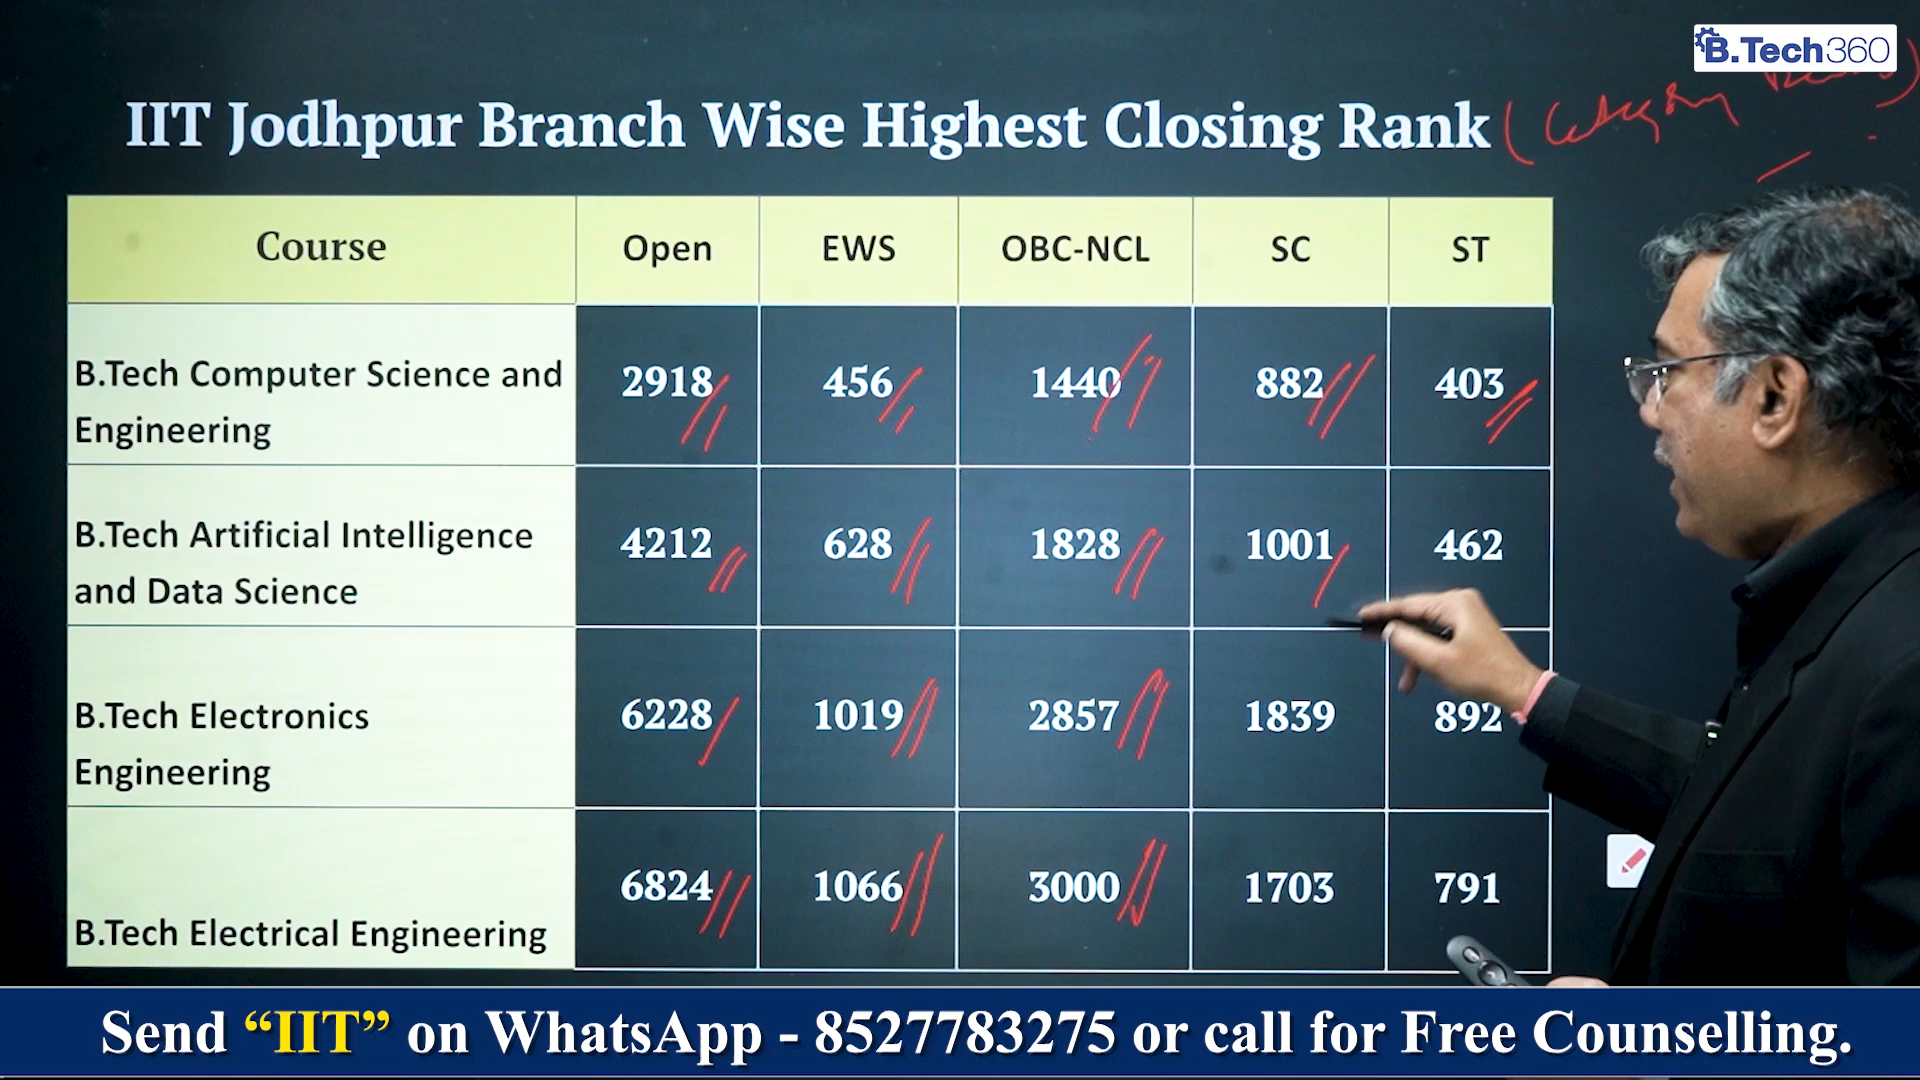 B.Tech360
IIT Jodhpur Branch Wise Highest Closing Rank
(Category Rank)
Course Open EWS OBC-NCL SC ST
B.Tech Computer Science and
Engineering
2918 456 1440 882 403
B.Tech Artificial Intelligence
and Data Science
4212 628 1828 1001 462
B.Tech Electronics
Engineering
6228 1019 2857 1839 892
B.Tech Electrical Engineering
6824 1066 3000 1703 791
Send “IIT” on WhatsApp - 8527783275 or call for Free Counselling.